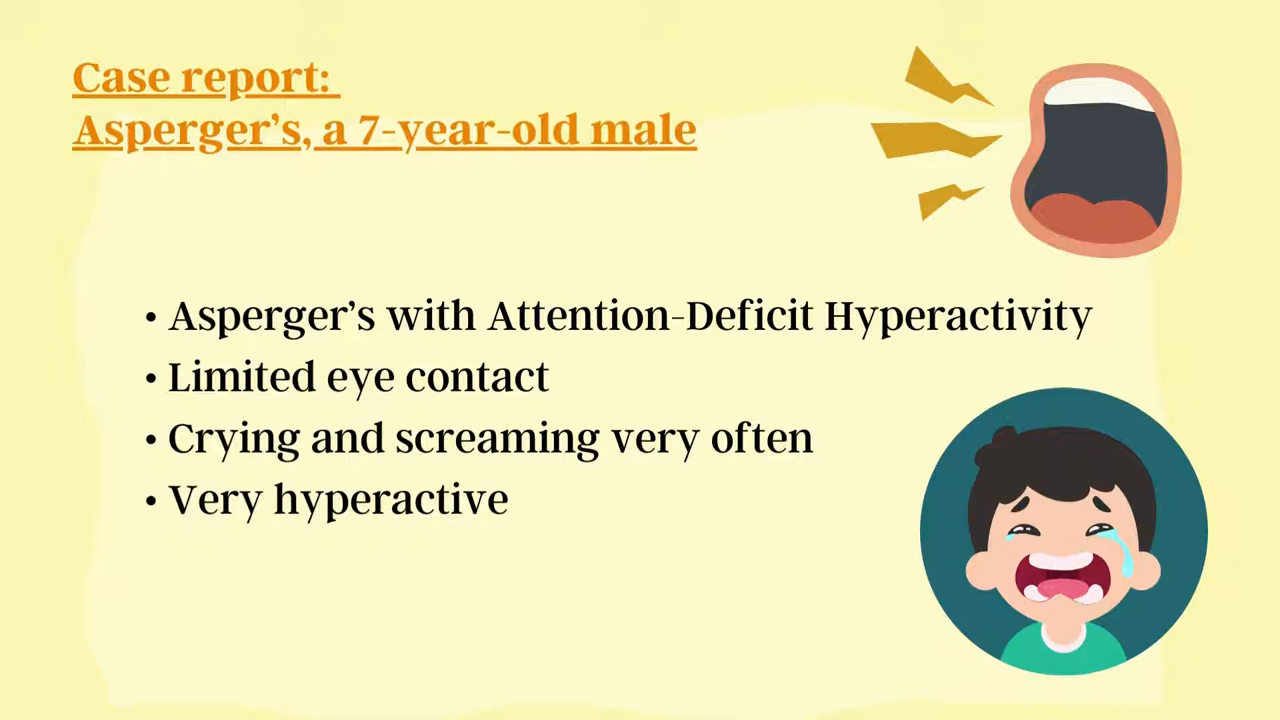 Case report:
Asperger's, a 7-year-old male
• Asperger's with Attention-Deficit Hyperactivity
• Limited eye contact
• Crying and screaming very often
• Very hyperactive